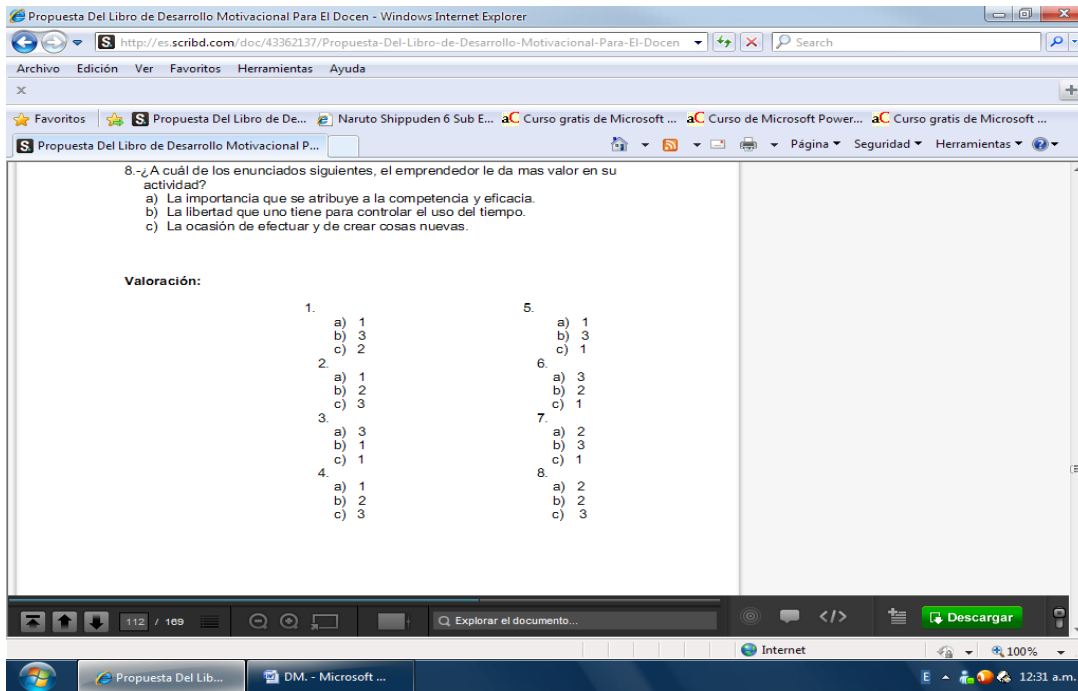 Propuesta Del Libro de Desarrollo Motivacional Para El Docen - Windows Internet Explorer
http://es.scribd.com/doc/43362137/Propuesta-Del-Libro-de-Desarrollo-Motivacional-Para-El-Docen
Search
Archivo Edición Ver Favoritos Herramientas Ayuda
Favoritos Propuesta Del Libro de De... Naruto Shippuden 6 Sub E... aC Curso gratis de Microsoft ... aC Curso de Microsoft Power... aC Curso gratis de Microsoft ...
Propuesta Del Libro de Desarrollo Motivacional P... Página Seguridad Herramientas
8.-¿A cuál de los enunciados siguientes, el emprendedor le da mas valor en su
actividad?
a) La importancia que se atribuye a la competencia y eficacia.
b) La libertad que uno tiene para controlar el uso del tiempo.
c) La ocasión de efectuar y de crear cosas nuevas.
Valoración:
1.
a) 1
b) 3
c) 2
2.
a) 1
b) 2
c) 3
3.
a) 3
b) 1
c) 1
4.
a) 1
b) 2
c) 3
5.
a) 1
b) 3
c) 1
6.
a) 3
b) 2
c) 1
7.
a) 2
b) 3
c) 1
8.
a) 2
b) 2
c) 3
112 / 169
Explorar el documento...
</>
Descargar
Internet
100%
Propuesta Del Lib...
DM. - Microsoft ...
E
12:31 a.m.